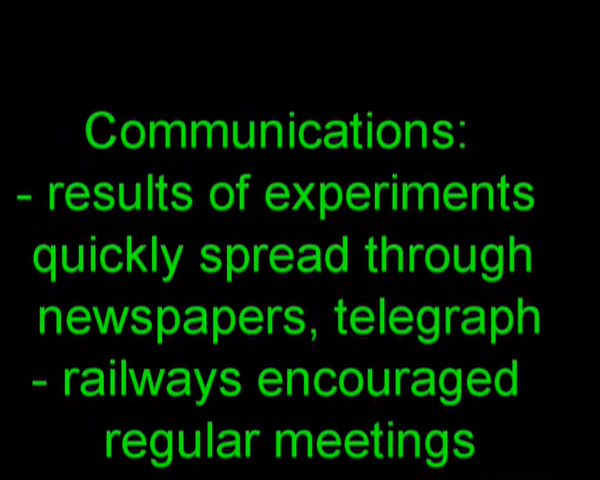 Communications:
- results of experiments
quickly spread through
newspapers, telegraph
- railways encouraged
regular meetings